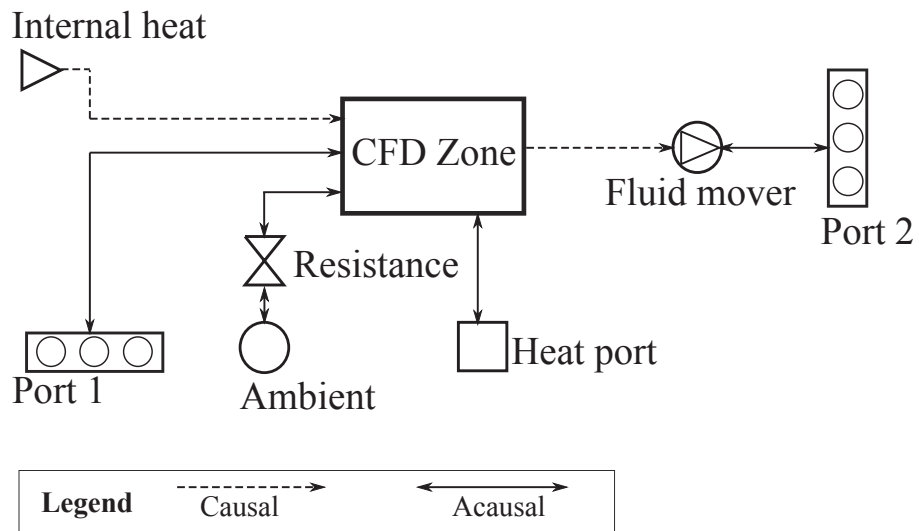 Internal heat
CFD Zone
Fluid mover
Port 2
Resistance
Heat port
Port 1
Ambient
Legend
Causal
Acausal